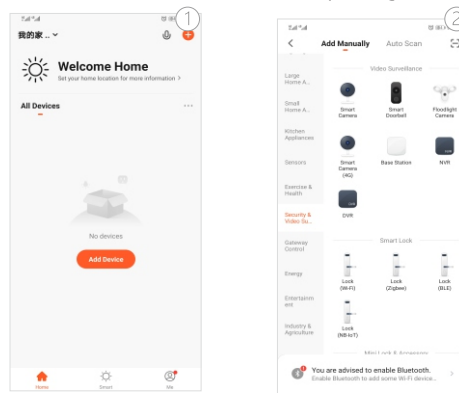 1
我的家 .. 
Welcome Home
Set your home location for more information >
All Devices
No devices
Add Device
Home
Smart
Me
2
Add Manually
Auto Scan
Large
Home A..
Video Surveillance
Small
Home A..
Smart
Camera
Smart
Doorbell
Floodlight
Camera
Kitchen
Appliances
Sensors
Smart
Camera
(4G)
Base Station
NVR
Exercise &
Health
Security &
Video Su..
DVR
Gateway
Control
Smart Lock
Energy
Lock
(Wi-Fi)
Lock
(Zigbee)
Lock
(BLE)
Entertainm
ent
Industry &
Agriculture
Lock
(NB-IoT)
You are advised to enable Bluetooth.
Enable Bluetooth to add some Wi-Fi device...